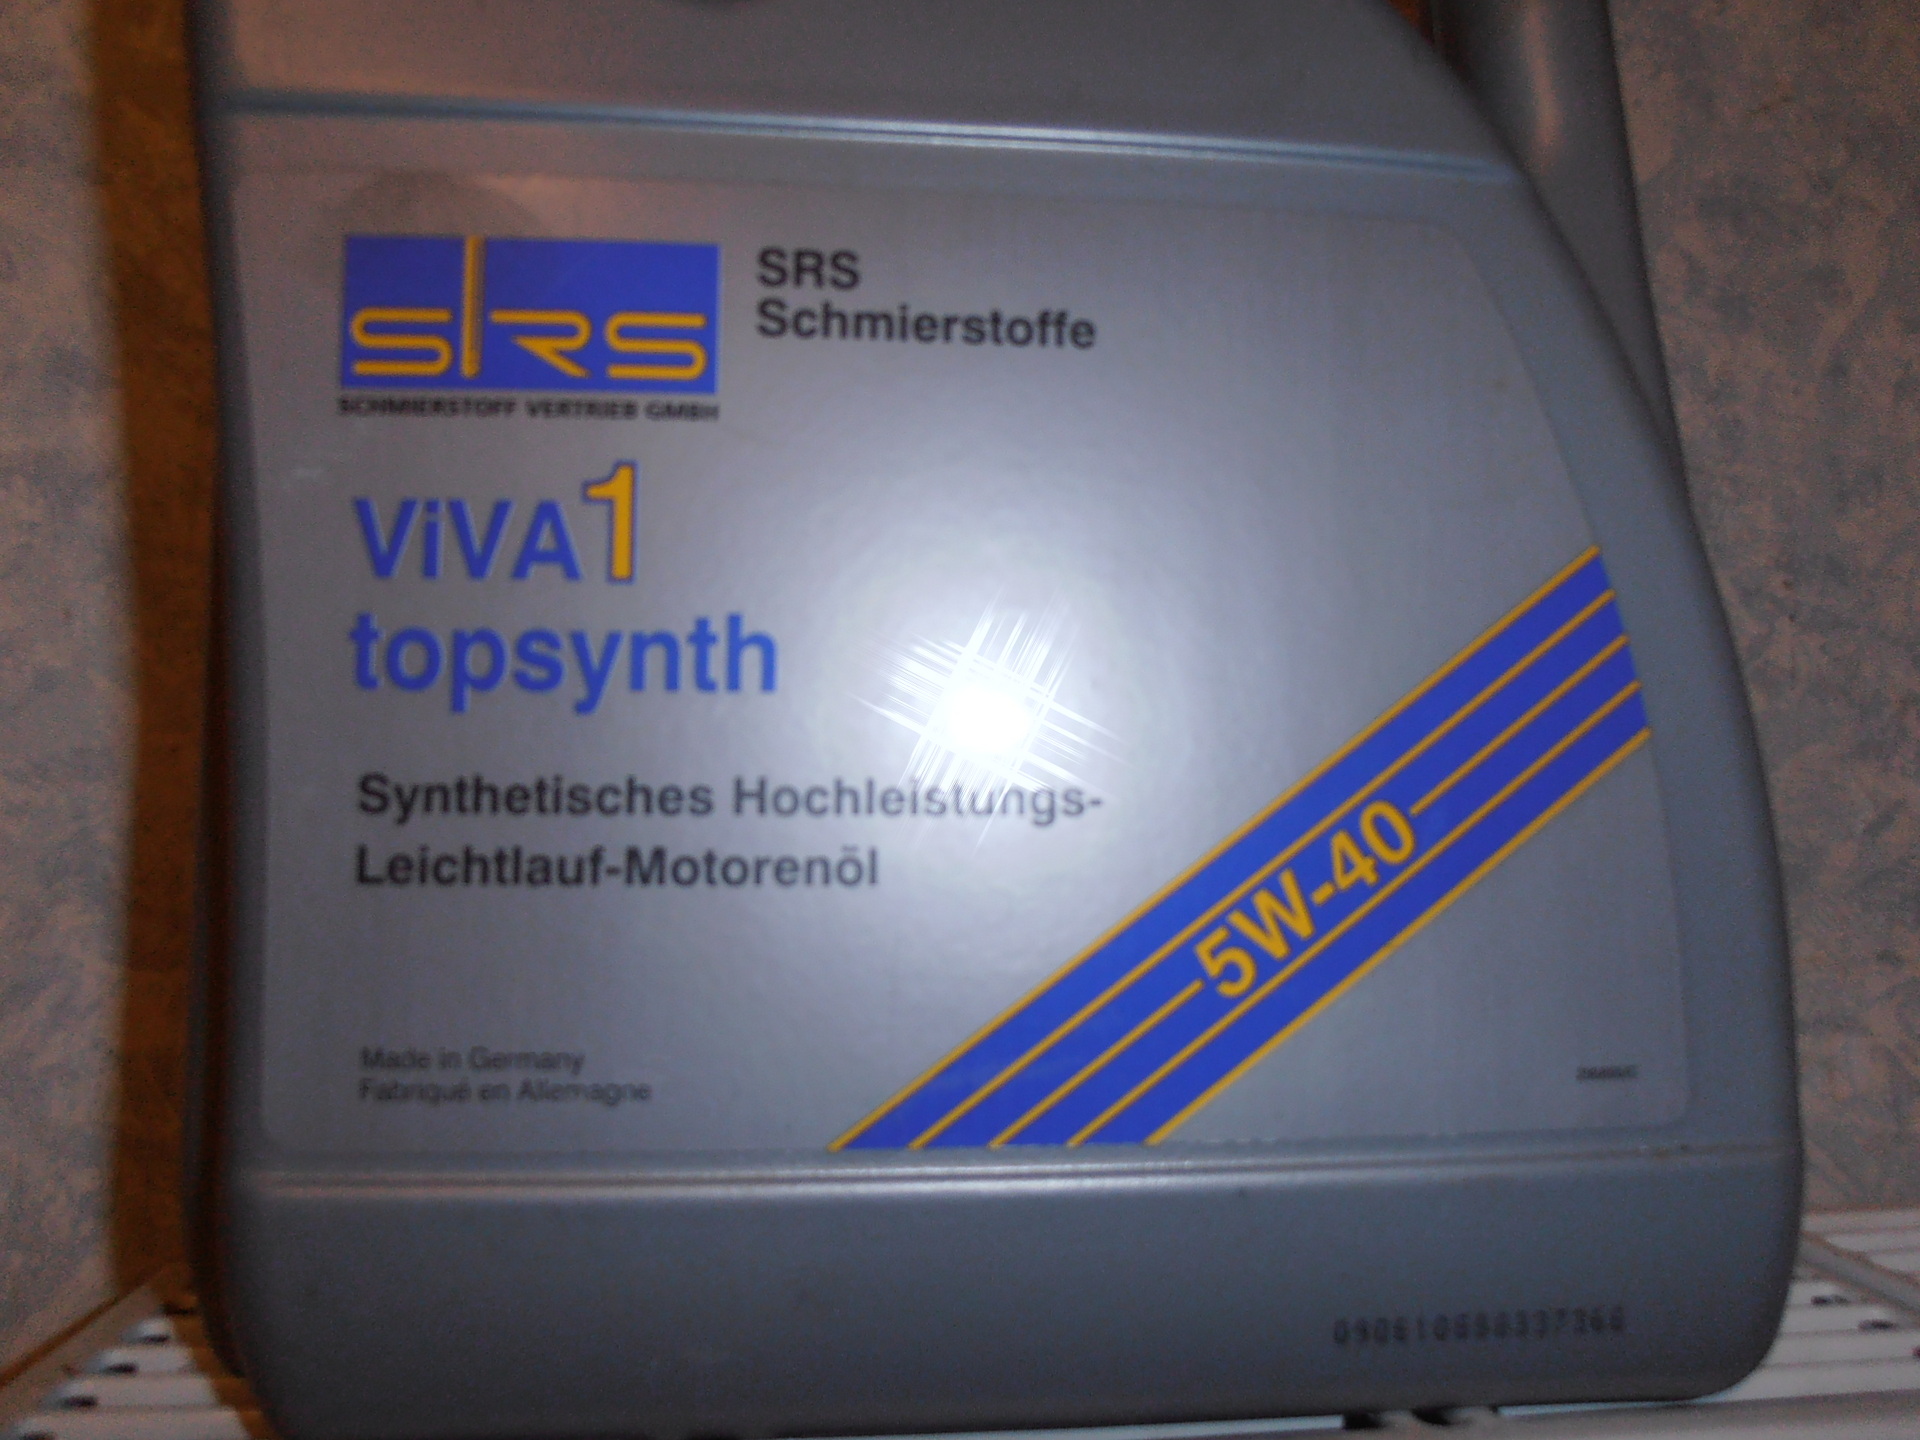 SRS
SCHMIERSTOFF VERTRIEB GMBH
SRS
Schmierstoffe
ViVA1
topsynth
Synthetisches Hochleistungs-
Leichtlauf-Motorenöl
5W-40
Made in Germany
Fabriqué en Allemagne